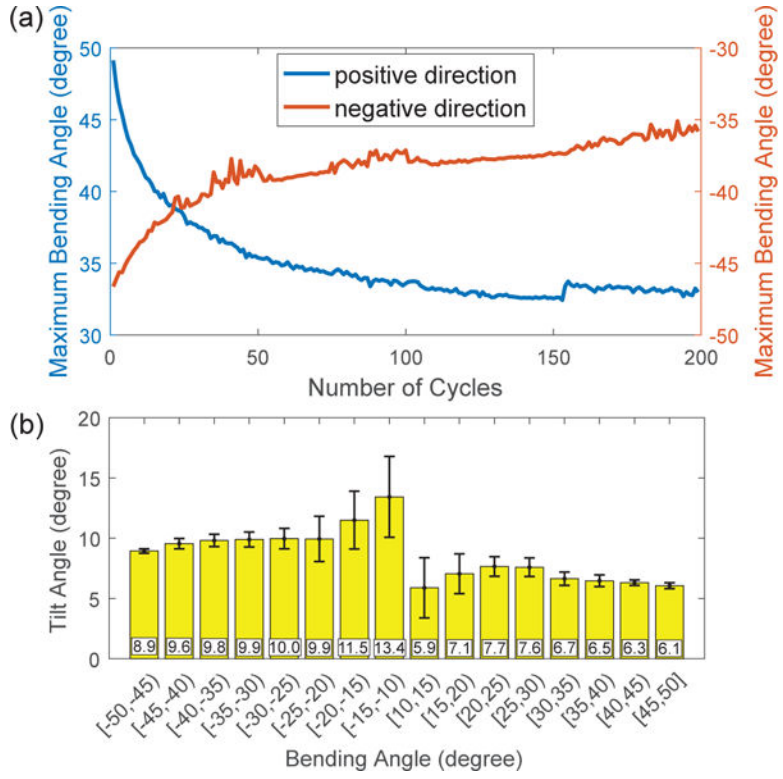 (a)
Maximum Bending Angle (degree)
50
45
40
35
30
positive direction
negative direction
-30
-35
-40
-45
-50
Maximum Bending Angle (degree)
0 50 100 150 200
Number of Cycles
(b)
Tilt Angle (degree)
20
15
10
5
0
8.9 9.6 9.8 9.9 10.0 9.9 11.5 13.4 5.9 7.1 7.7 7.6 6.7 6.5 6.3 6.1
[-50,-45) [-45,-40) [-40,-35) [-35,-30) [-30,-25) [-25,-20) [-20,-15) [-15,-10) [10,15) [15,20) [20,25) [25,30) [30,35) [35,40) [40,45) [45,50]
Bending Angle (degree)